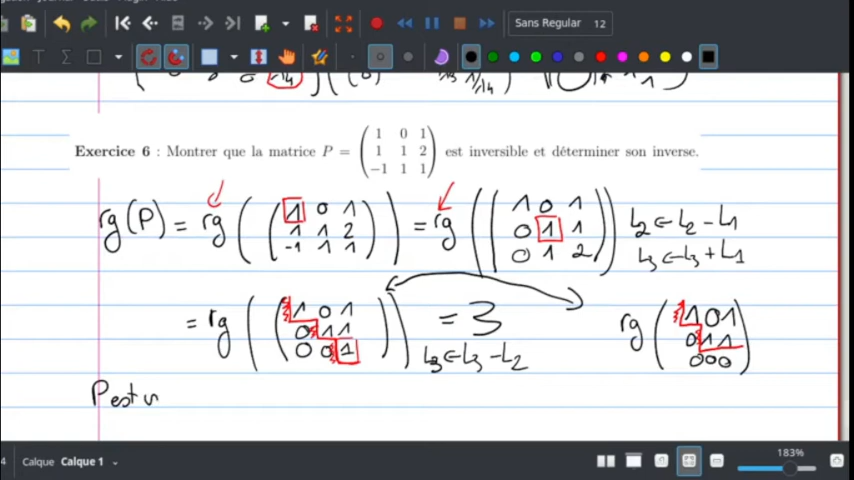 Sans Regular 12
Exercice 6 : Montrer que la matrice P = ( 1 0 1 ; 1 1 2 ; −1 1 1 ) est inversible et déterminer son inverse.
rg(P) = rg ( ( 1 0 1 ; 1 1 2 ; -1 1 1 ) ) = rg ( ( 1 0 1 ; 0 1 1 ; 0 1 2 ) ) L2 ← L2 - L1
L3 ← L3 + L1
= rg ( ( 1 0 1 ; 0 1 1 ; 0 0 1 ) ) = 3 rg ( 1 0 1 ; 0 1 1 ; 0 0 0 )
L3 ← L3 - L2
P est
4 Calque Calque 1 183%